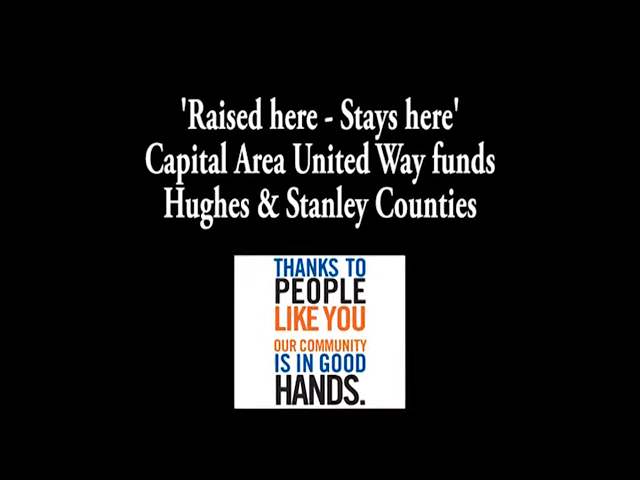 'Raised here - Stays here'
Capital Area United Way funds
Hughes & Stanley Counties
THANKS TO
PEOPLE
LIKE YOU
OUR COMMUNITY
IS IN GOOD
HANDS.